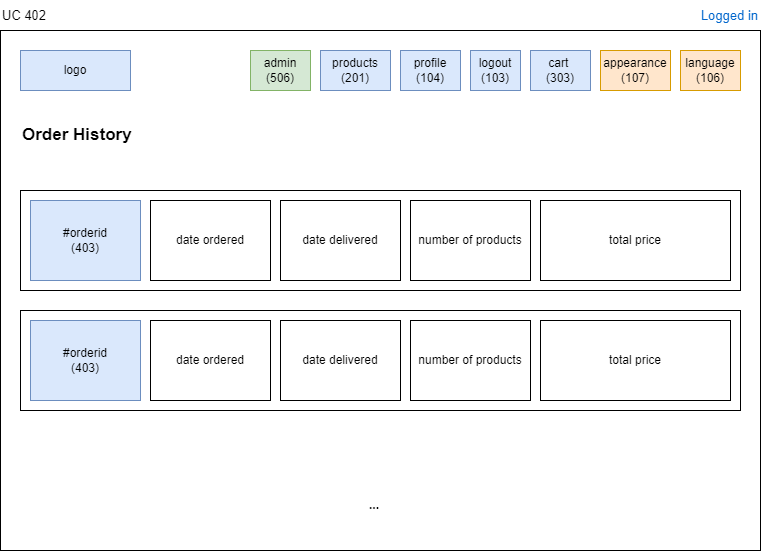 UC 402
Logged in
logo
admin
(506)
products
(201)
profile
(104)
logout
(103)
cart
(303)
appearance
(107)
language
(106)
Order History
#orderid
(403)
date ordered
date delivered
number of products
total price
#orderid
(403)
date ordered
date delivered
number of products
total price
...